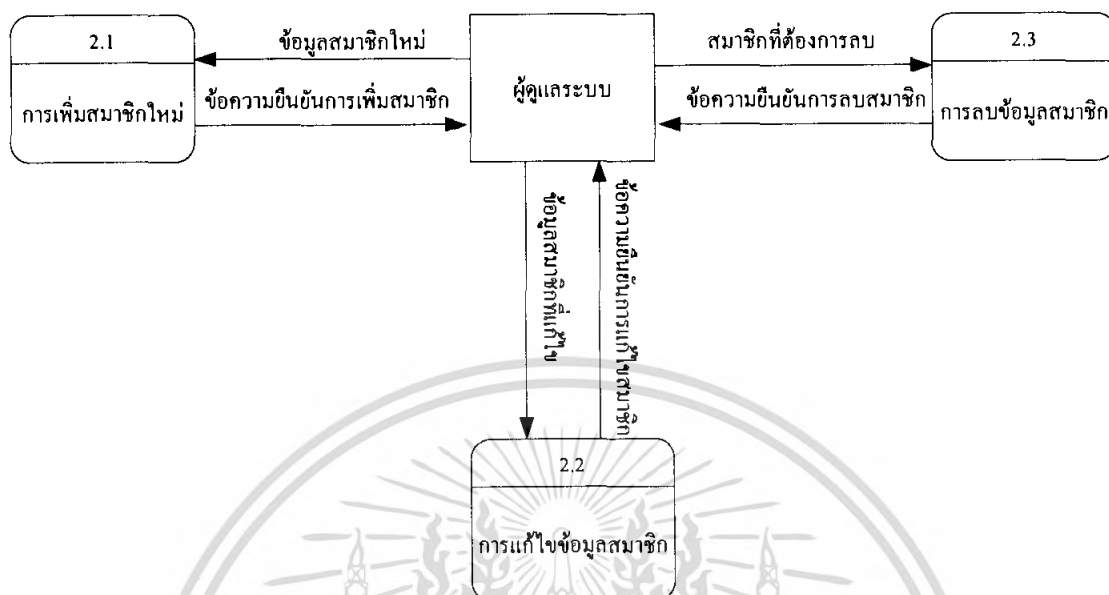 2.1
การเพิ่มสมาชิกใหม่
ข้อมูลสมาชิกใหม่
ข้อความยืนยันการเพิ่มสมาชิก
ผู้ดูแลระบบ
สมาชิกที่ต้องการลบ
ข้อความยืนยันการลบสมาชิก
2.3
การลบข้อมูลสมาชิก
ข้อมูลสมาชิกที่แก้ไข
ข้อความยืนยันการแก้ไขสมาชิก
2.2
การแก้ไขข้อมูลสมาชิก